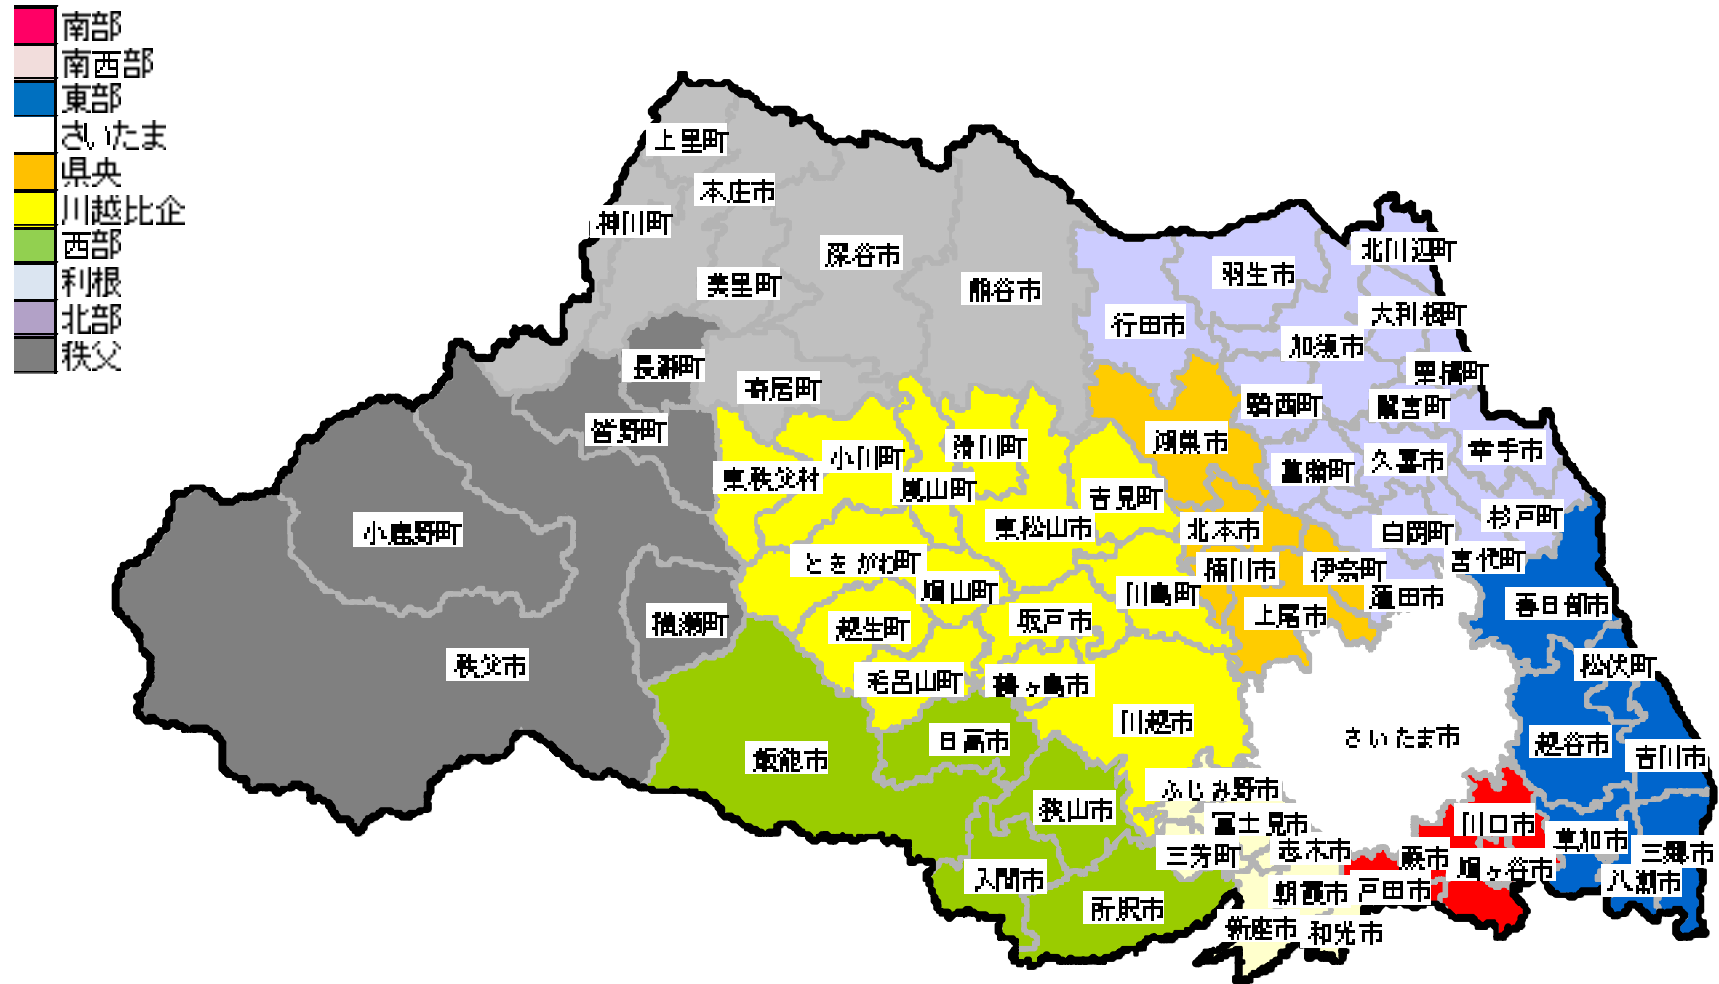 南部
南西部
東部
さいたま
県央
川越比企
西部
利根
北部
秩父
上里町
本庄市
神川町
深谷市
美里町
熊谷市
羽生市
北川辺町
大利根町
行田市
加須市
長瀞町
寄居町
栗橋町
騎西町
鷲宮町
皆野町
鴻巣市
小川町
滑川町
東秩父村
嵐山町
吉見町
菖蒲町
久喜市
幸手市
小鹿野町
東松山市
北本市
白岡町
杉戸町
ときがわ町
鳩山町
川島町
桶川市
伊奈町
宮代町
蓮田市
春日部市
横瀬町
越生町
坂戸市
上尾市
秩父市
毛呂山町
鶴ヶ島市
松伏町
川越市
さいたま市
飯能市
日高市
越谷市
吉川市
ふじみ野市
狭山市
富士見市
川口市
三芳町
志木市
蕨市
鳩ヶ谷市
草加市
三郷市
入間市
朝霞市
戸田市
八潮市
所沢市
新座市
和光市